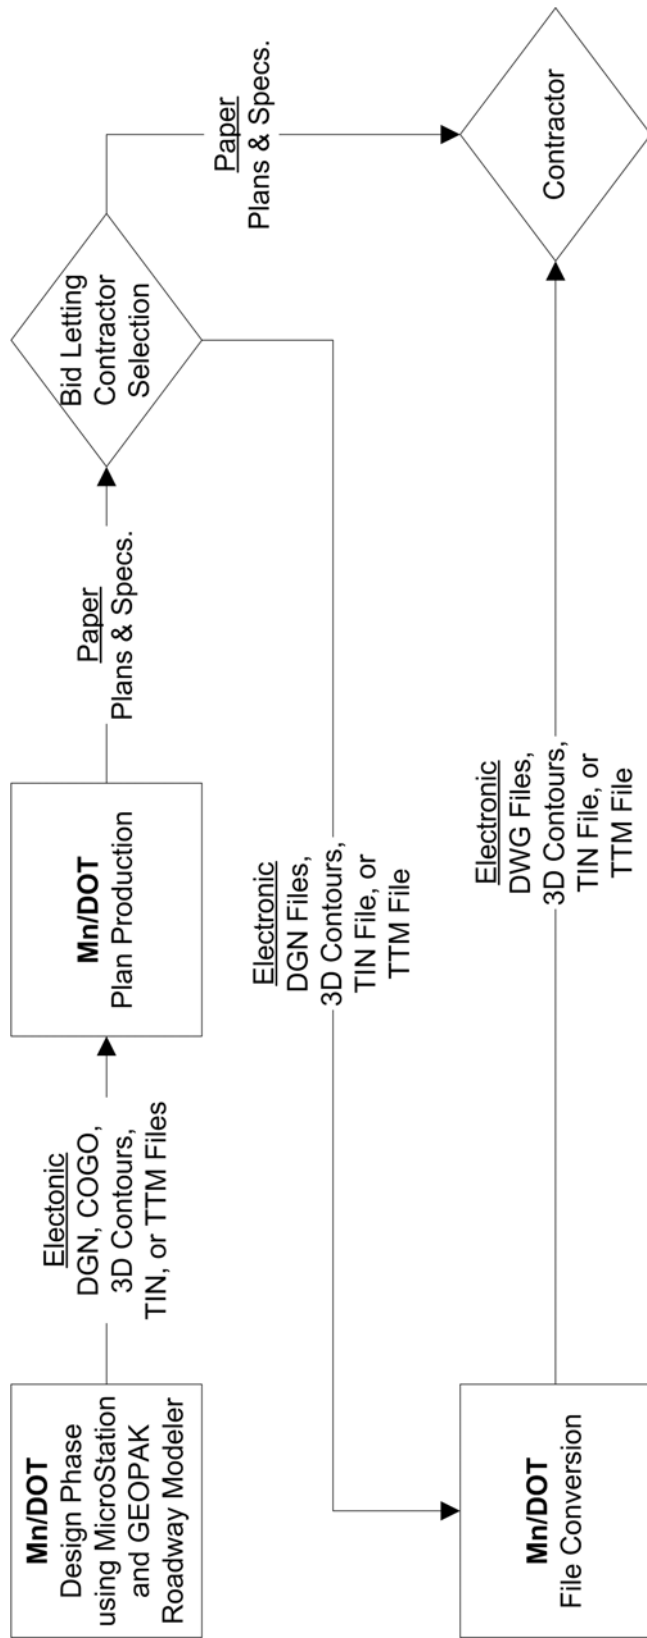 Mn/DOT
Design Phase
using MicroStation
and GEOPAK
Roadway Modeler
Electonic
DGN, COGO,
3D Contours,
TIN, or TTM Files
Mn/DOT
Plan Production
Paper
Plans & Specs.
Bid Letting
Contractor
Selection
Paper
Plans & Specs.
Electronic
DGN Files,
3D Contours,
TIN File, or
TTM File
Mn/DOT
File Conversion
Electronic
DWG Files,
3D Contours,
TIN File, or
TTM File
Contractor